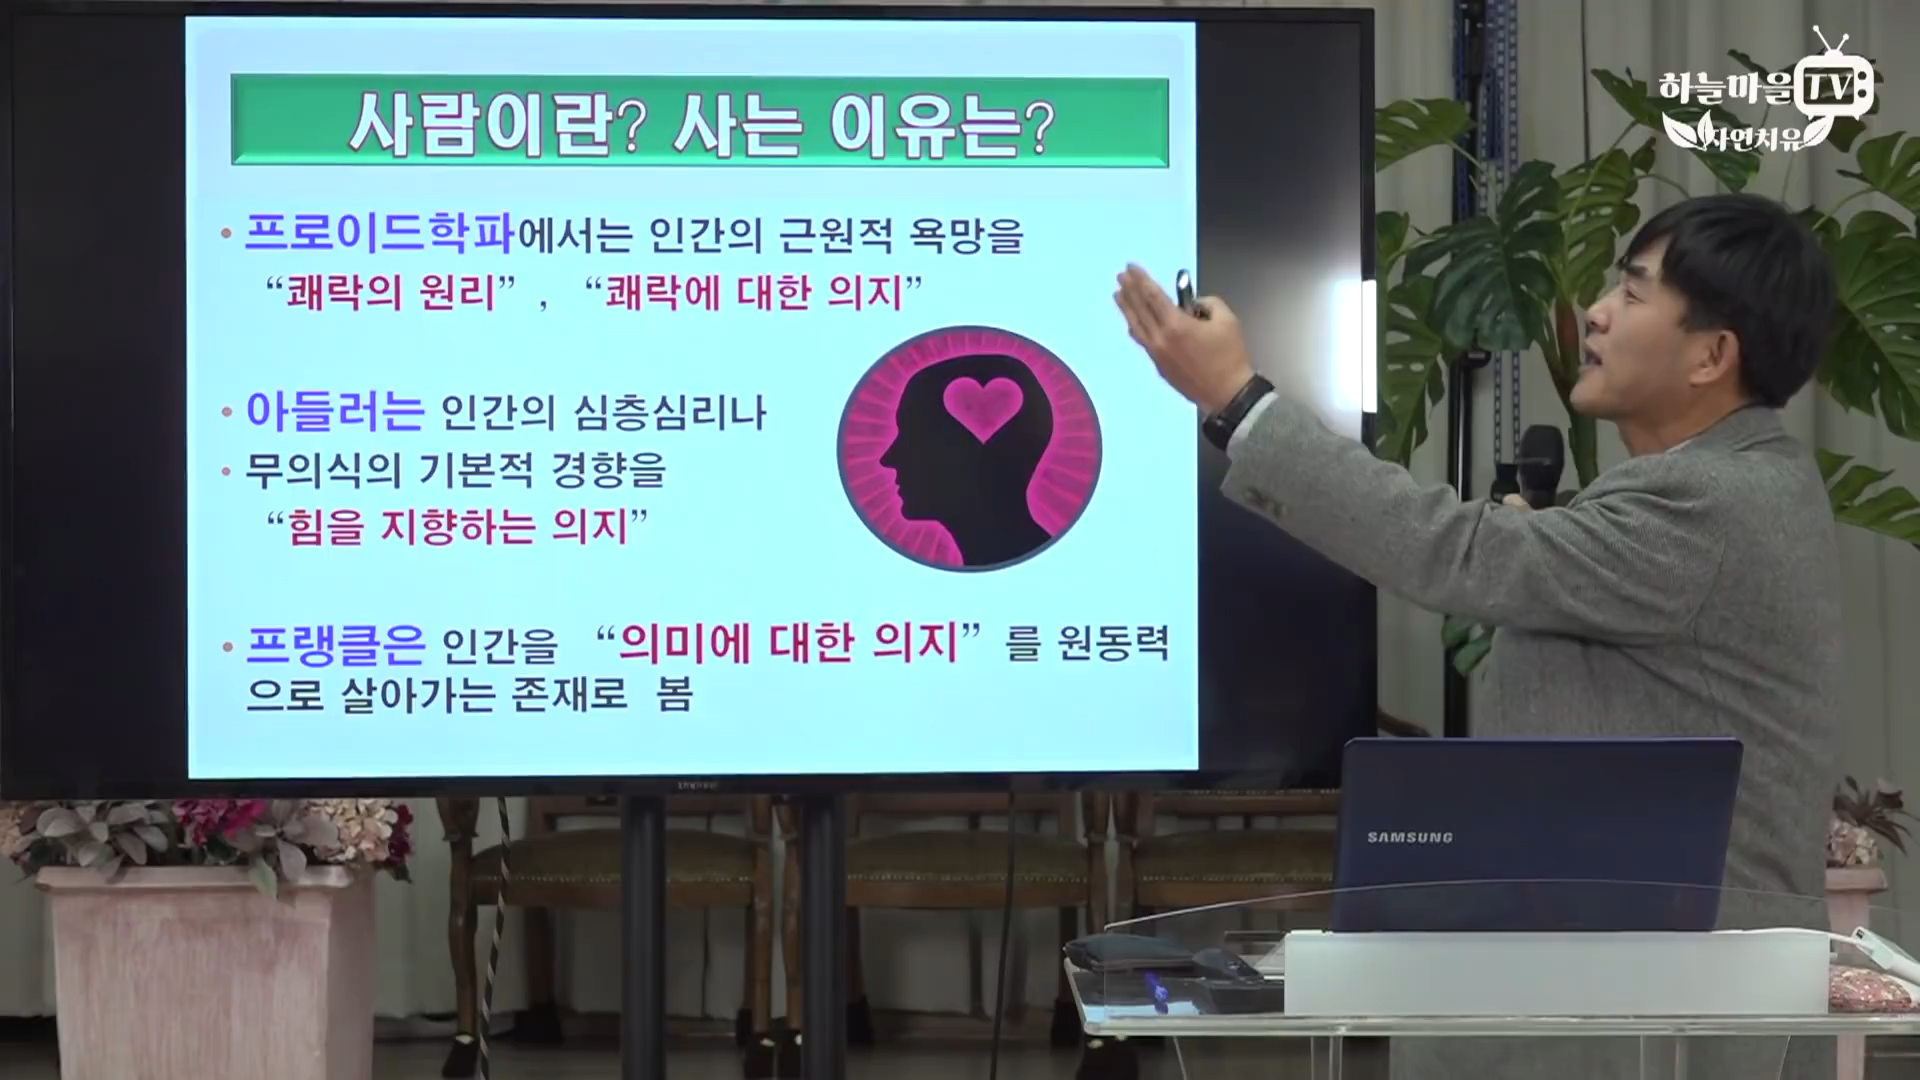 하늘마을 TV
자연치유
사람이란? 사는 이유는?
• 프로이드학파에서는 인간의 근원적 욕망을
“쾌락의 원리” , “쾌락에 대한 의지”
• 아들러는 인간의 심층심리나
• 무의식의 기본적 경향을
“힘을 지향하는 의지”
• 프랭클은 인간을 “의미에 대한 의지” 를 원동력
으로 살아가는 존재로 봄
SAMSUNG
SAMSUNG